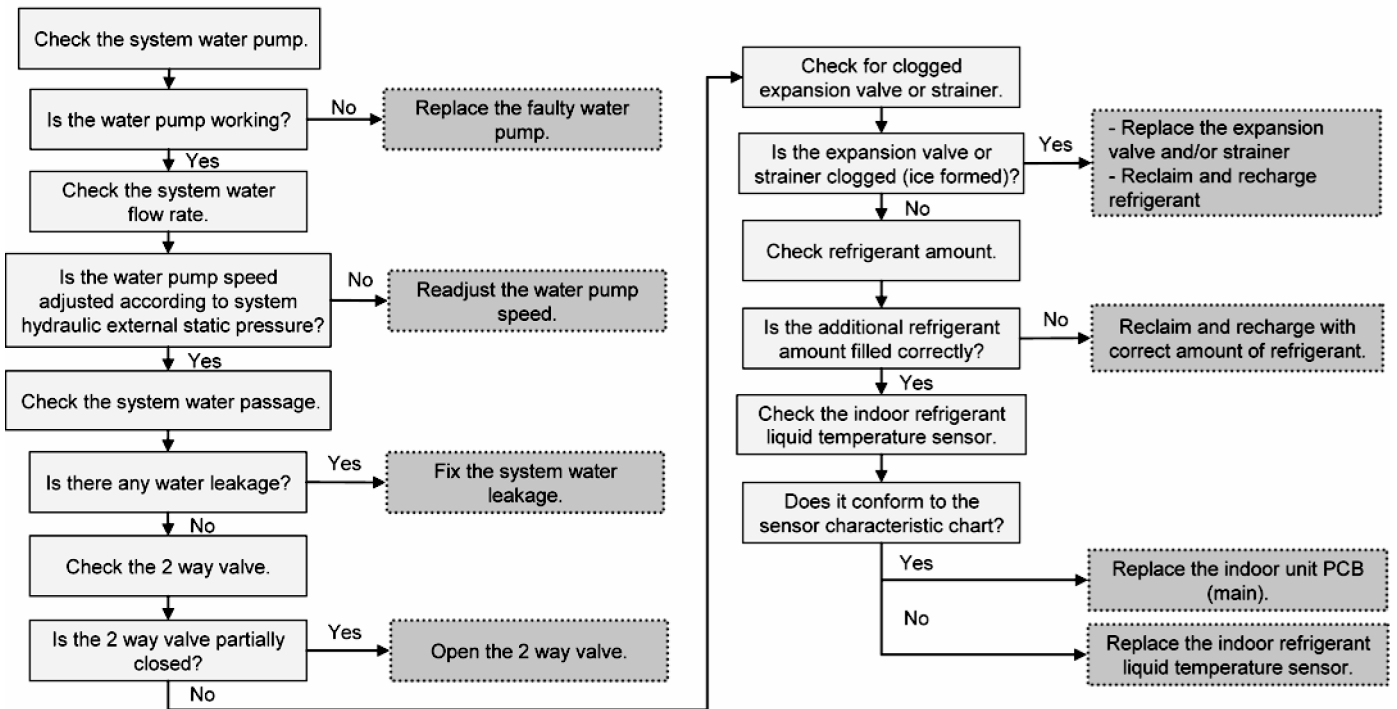 Check the system water pump.
Is the water pump working?
No
Replace the faulty water
pump.
Yes
Check the system water
flow rate.
Is the water pump speed
adjusted according to system
hydraulic external static pressure?
No
Readjust the water pump
speed.
Yes
Check the system water passage.
Is there any water leakage?
Yes
Fix the system water
leakage.
No
Check the 2 way valve.
Is the 2 way valve partially
closed?
Yes
Open the 2 way valve.
No
Check for clogged
expansion valve or strainer.
Is the expansion valve or
strainer clogged (ice formed)?
Yes
- Replace the expansion
valve and/or strainer
- Reclaim and recharge
refrigerant
No
Check refrigerant amount.
Is the additional refrigerant
amount filled correctly?
No
Reclaim and recharge with
correct amount of refrigerant.
Yes
Check the indoor refrigerant
liquid temperature sensor.
Does it conform to the
sensor characteristic chart?
Yes
Replace the indoor unit PCB
(main).
No
Replace the indoor refrigerant
liquid temperature sensor.